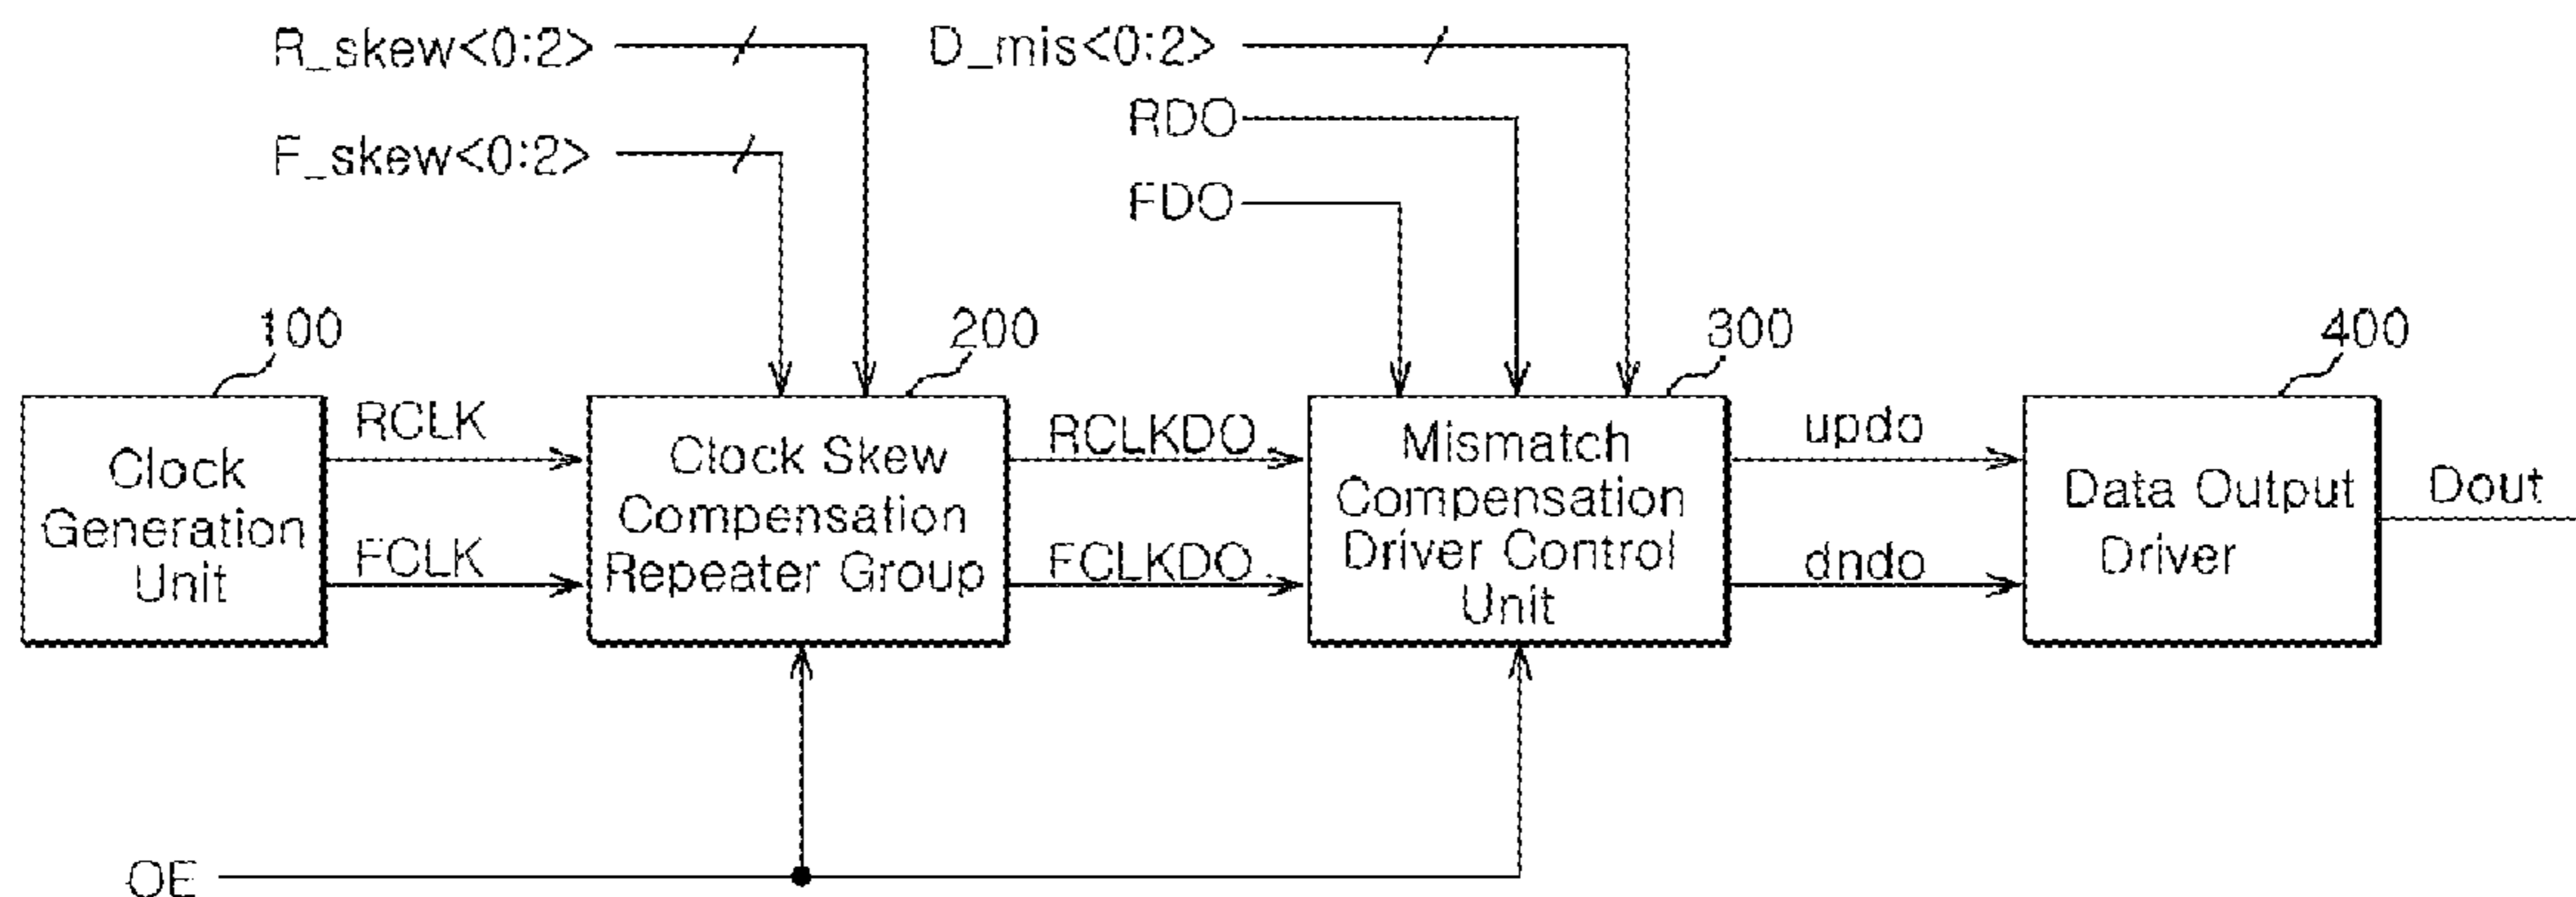 R_skew<0:2>
D_mis<0:2>
RDO
F_skew<0:2>
FDO
100
200
300
400
RCLK
RCLKDO
updo
Clock
Generation
Unit
Clock Skew
Compensation
Repeater Group
Mismatch
Compensation
Driver Control
Unit
Data Output
Driver
Dout
FCLK
FCLKDO
dndo
OE